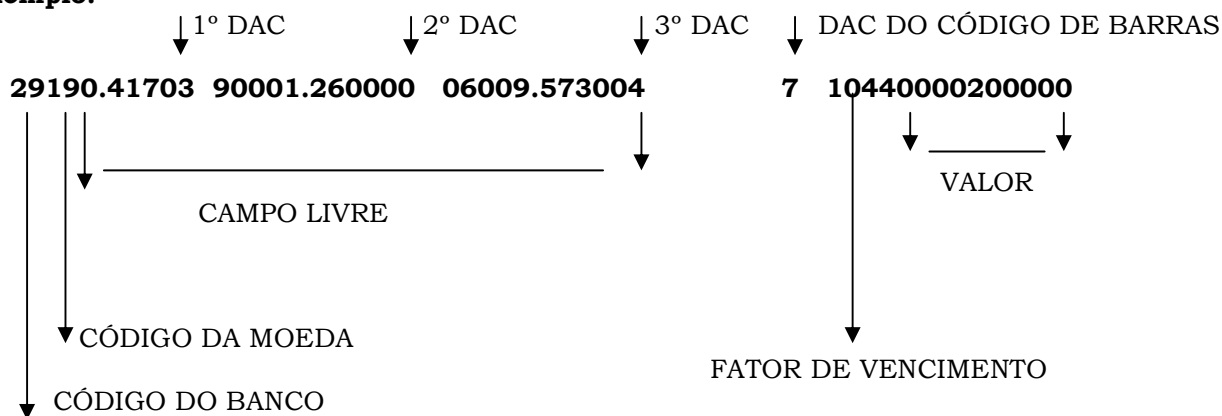 1º DAC 2º DAC 3º DAC DAC DO CÓDIGO DE BARRAS
29190.41703 90001.260000 06009.573004 7 10440000200000
VALOR
CAMPO LIVRE
CÓDIGO DA MOEDA
FATOR DE VENCIMENTO
CÓDIGO DO BANCO